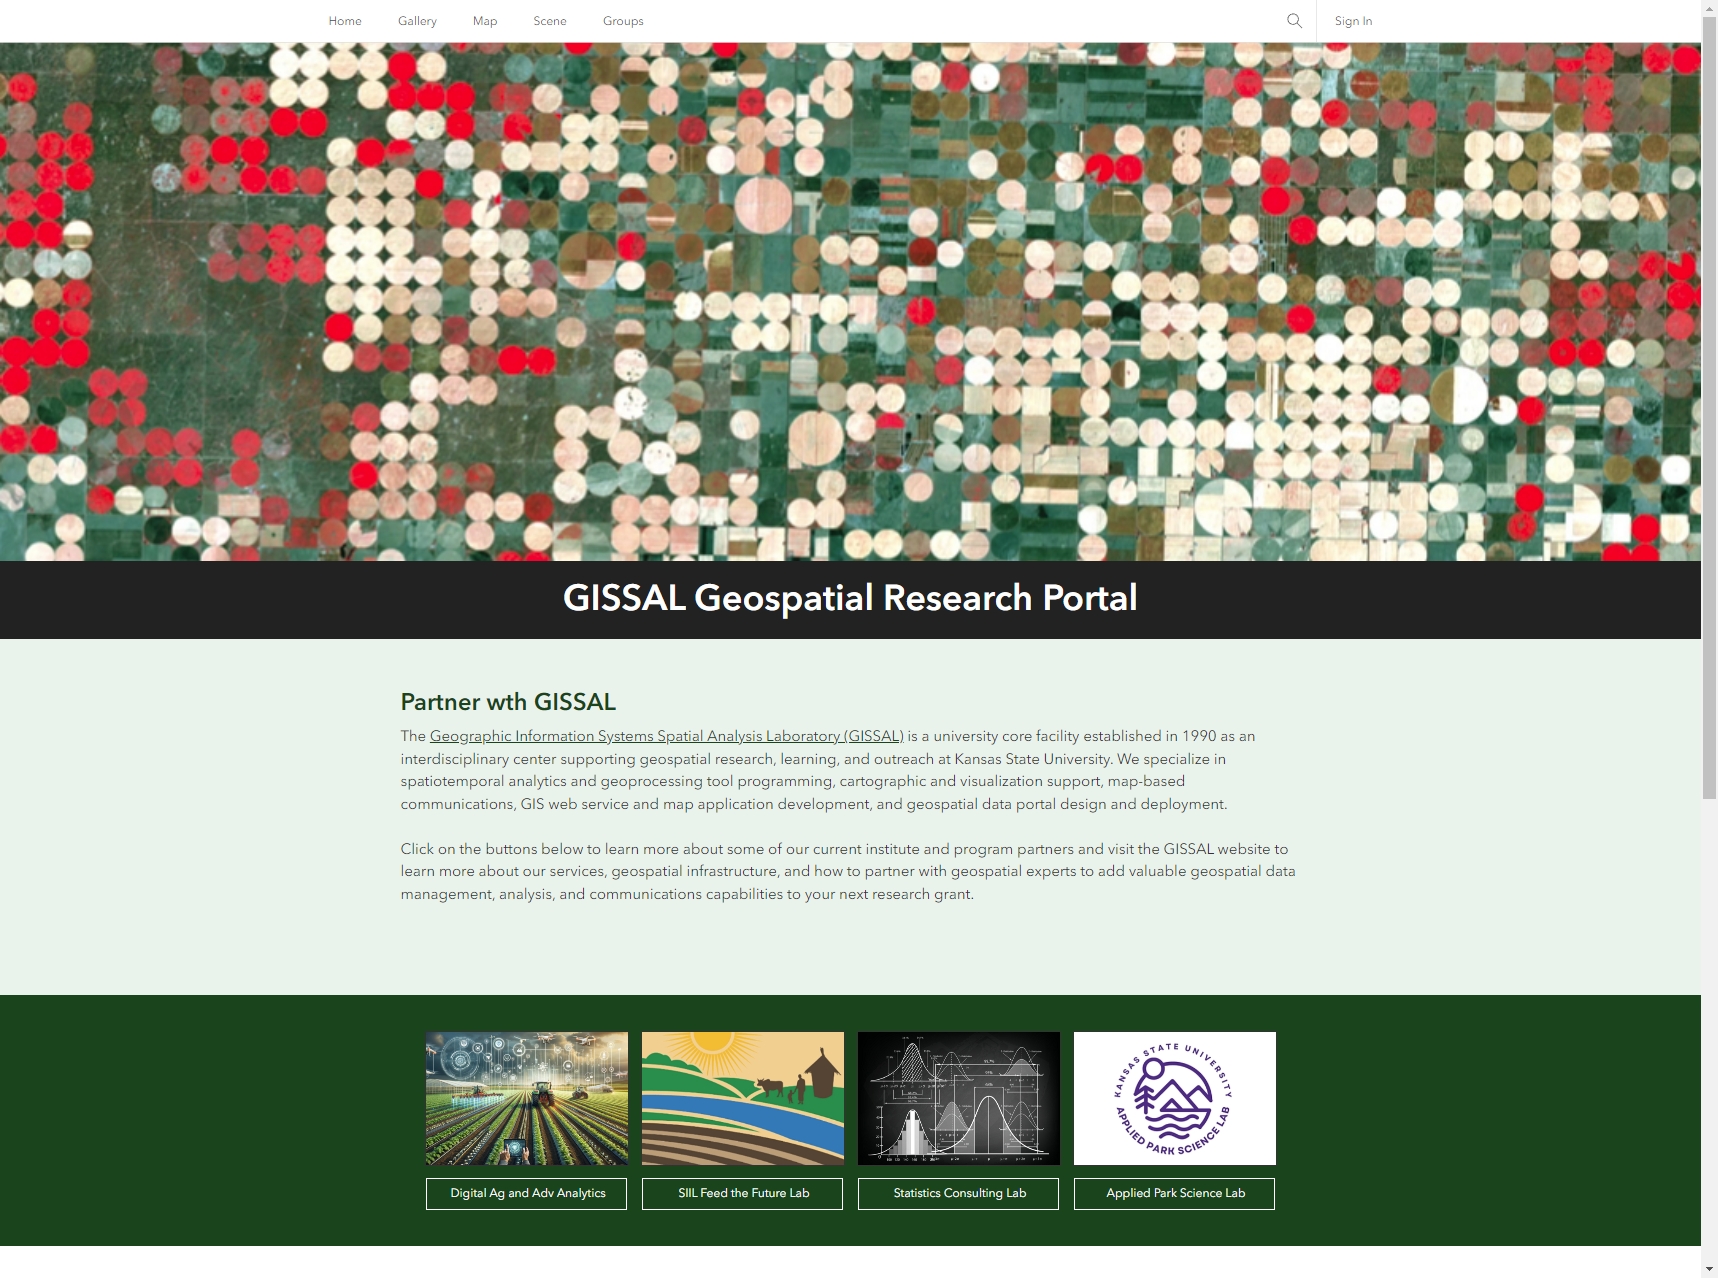 Home Gallery Map Scene Groups Sign In
GISSAL Geospatial Research Portal
Partner wth GISSAL
The Geographic Information Systems Spatial Analysis Laboratory (GISSAL) is a university core facility established in 1990 as an
interdisciplinary center supporting geospatial research, learning, and outreach at Kansas State University. We specialize in
spatiotemporal analytics and geoprocessing tool programming, cartographic and visualization support, map-based
communications, GIS web service and map application development, and geospatial data portal design and deployment.
Click on the buttons below to learn more about some of our current institute and program partners and visit the GISSAL website to
learn more about our services, geospatial infrastructure, and how to partner with geospatial experts to add valuable geospatial data
management, analysis, and communications capabilities to your next research grant.
KANSAS STATE UNIVERSITY
APPLIED PARK SCIENCE LAB
Digital Ag and Adv Analytics
SIIL Feed the Future Lab
Statistics Consulting Lab
Applied Park Science Lab